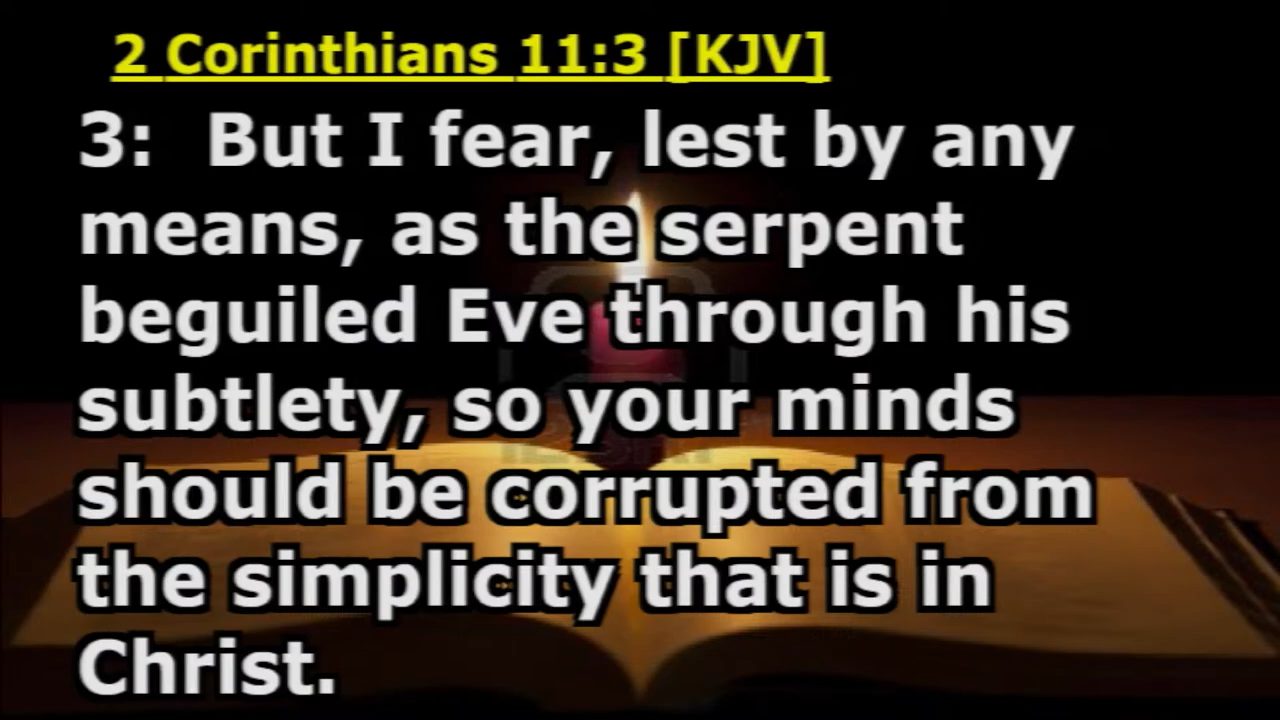 2 Corinthians 11:3 [KJV]
3: But I fear, lest by any
means, as the serpent
beguiled Eve through his
subtlety, so your minds
should be corrupted from
the simplicity that is in
Christ.